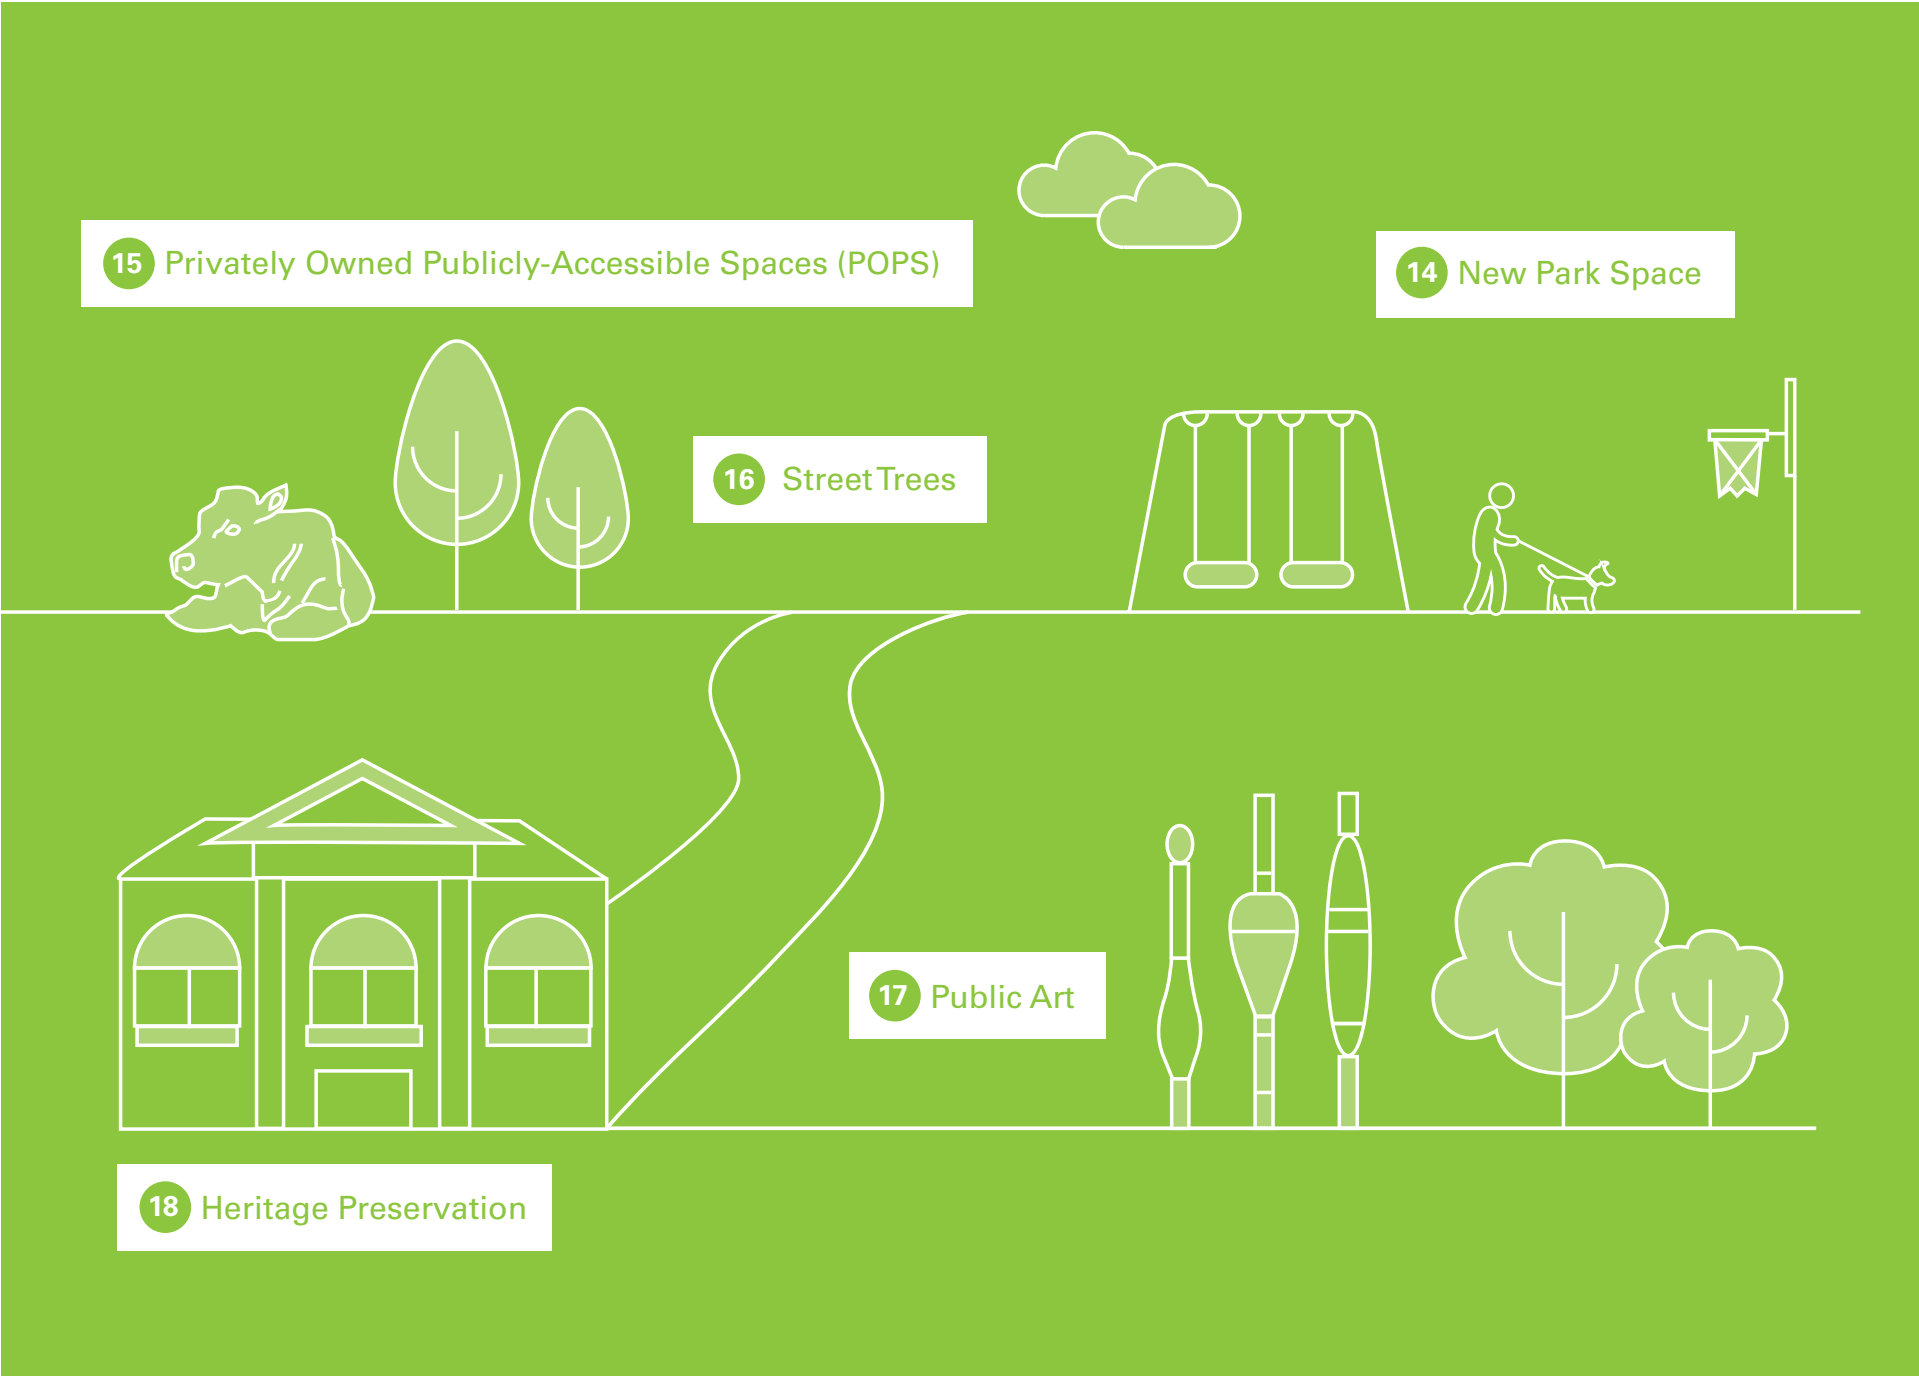 15 Privately Owned Publicly-Accessible Spaces (POPS)
14 New Park Space
16 Street Trees
17 Public Art
18 Heritage Preservation